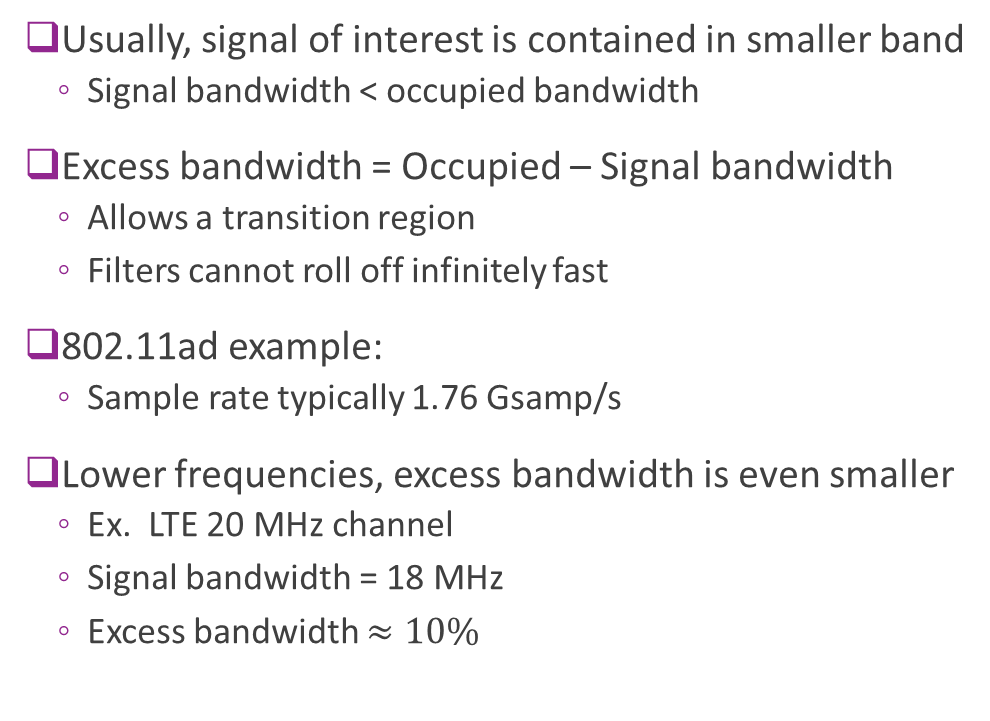 ❑Usually, signal of interest is contained in smaller band
◦ Signal bandwidth < occupied bandwidth
❑Excess bandwidth = Occupied – Signal bandwidth
◦ Allows a transition region
◦ Filters cannot roll off infinitely fast
❑802.11ad example:
◦ Sample rate typically 1.76 Gsamp/s
❑Lower frequencies, excess bandwidth is even smaller
◦ Ex. LTE 20 MHz channel
◦ Signal bandwidth = 18 MHz
◦ Excess bandwidth ≈ 10%